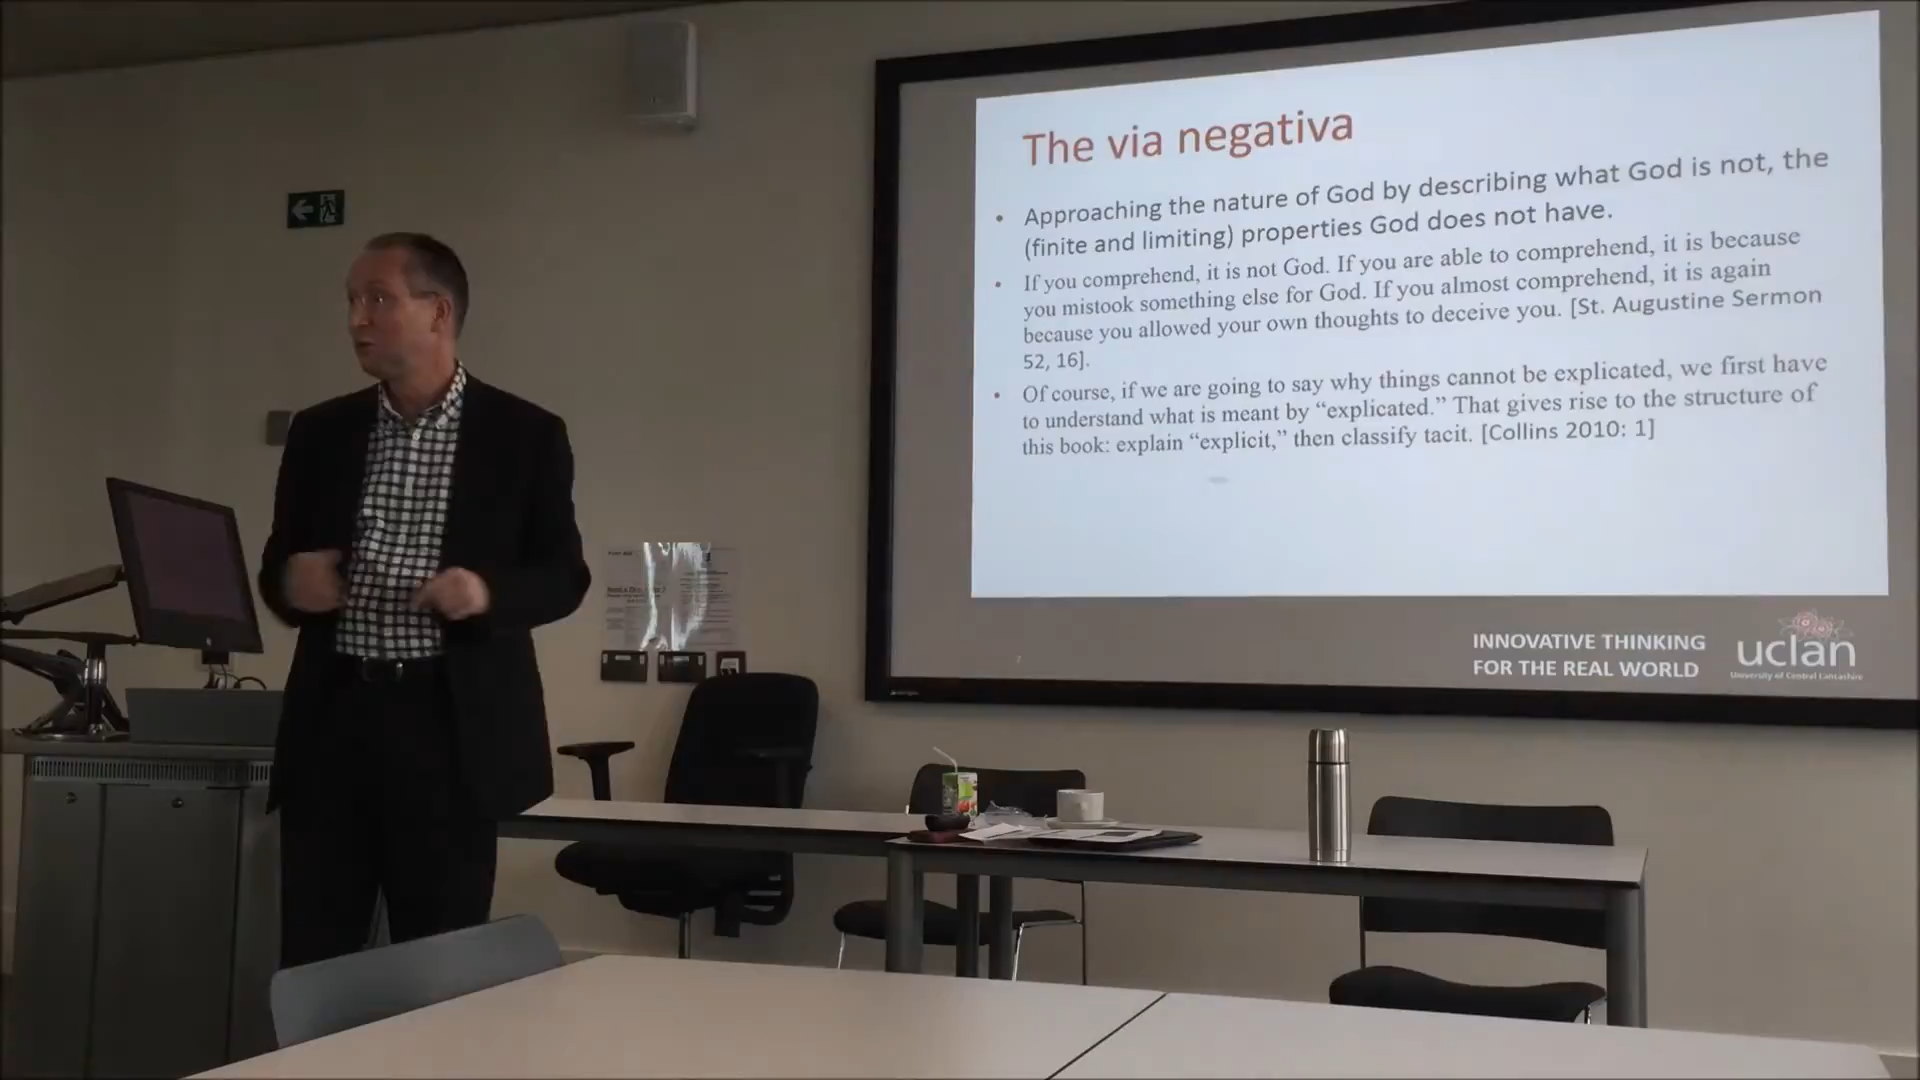 The via negativa
• Approaching the nature of God by describing what God is not, the
(finite and limiting) properties God does not have.
• If you comprehend, it is not God. If you are able to comprehend, it is because
you mistook something else for God. If you almost comprehend, it is again
because you allowed your own thoughts to deceive you. [St. Augustine Sermon
52, 16].
• Of course, if we are going to say why things cannot be explicated, we first have
to understand what is meant by “explicated.” That gives rise to the structure of
this book: explain “explicit,” then classify tacit. [Collins 2010: 1]
7
INNOVATIVE THINKING
FOR THE REAL WORLD
uclan
University of Central Lancashire